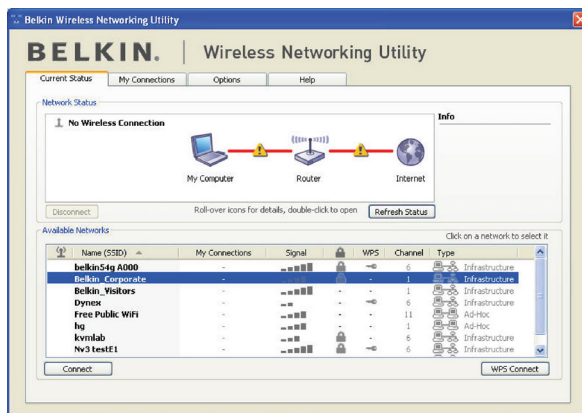 Belkin Wireless Networking Utility
BELKIN. | Wireless Networking Utility
Current Status My Connections Options Help
Network Status
No Wireless Connection
Info
My Computer Router Internet
Disconnect Roll-over icons for details, double-click to open Refresh Status
Available Networks
Click on a network to select it
Name (SSID) My Connections Signal WPS Channel Type
belkin54g A000 - 6 Infrastructure
Belkin_Corporate - - 1 Infrastructure
Belkin_Visitors - - - 1 Infrastructure
Dynex - - 6 Infrastructure
Free Public WiFi - - - 11 Ad-Hoc
hg - - - 1 Ad-Hoc
kvmlab - - 6 Infrastructure
Nv3 testE1 - 6 Infrastructure
Connect WPS Connect